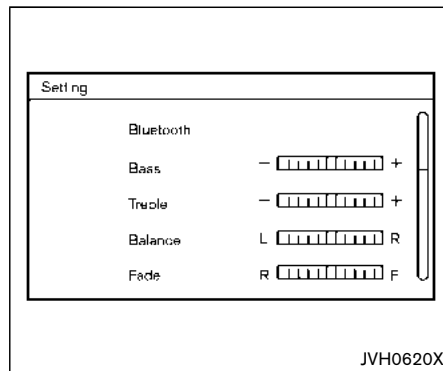 Setting
Bluetooth
Bass - +
Treble - +
Balance L R
Fade R F
JVH0620X